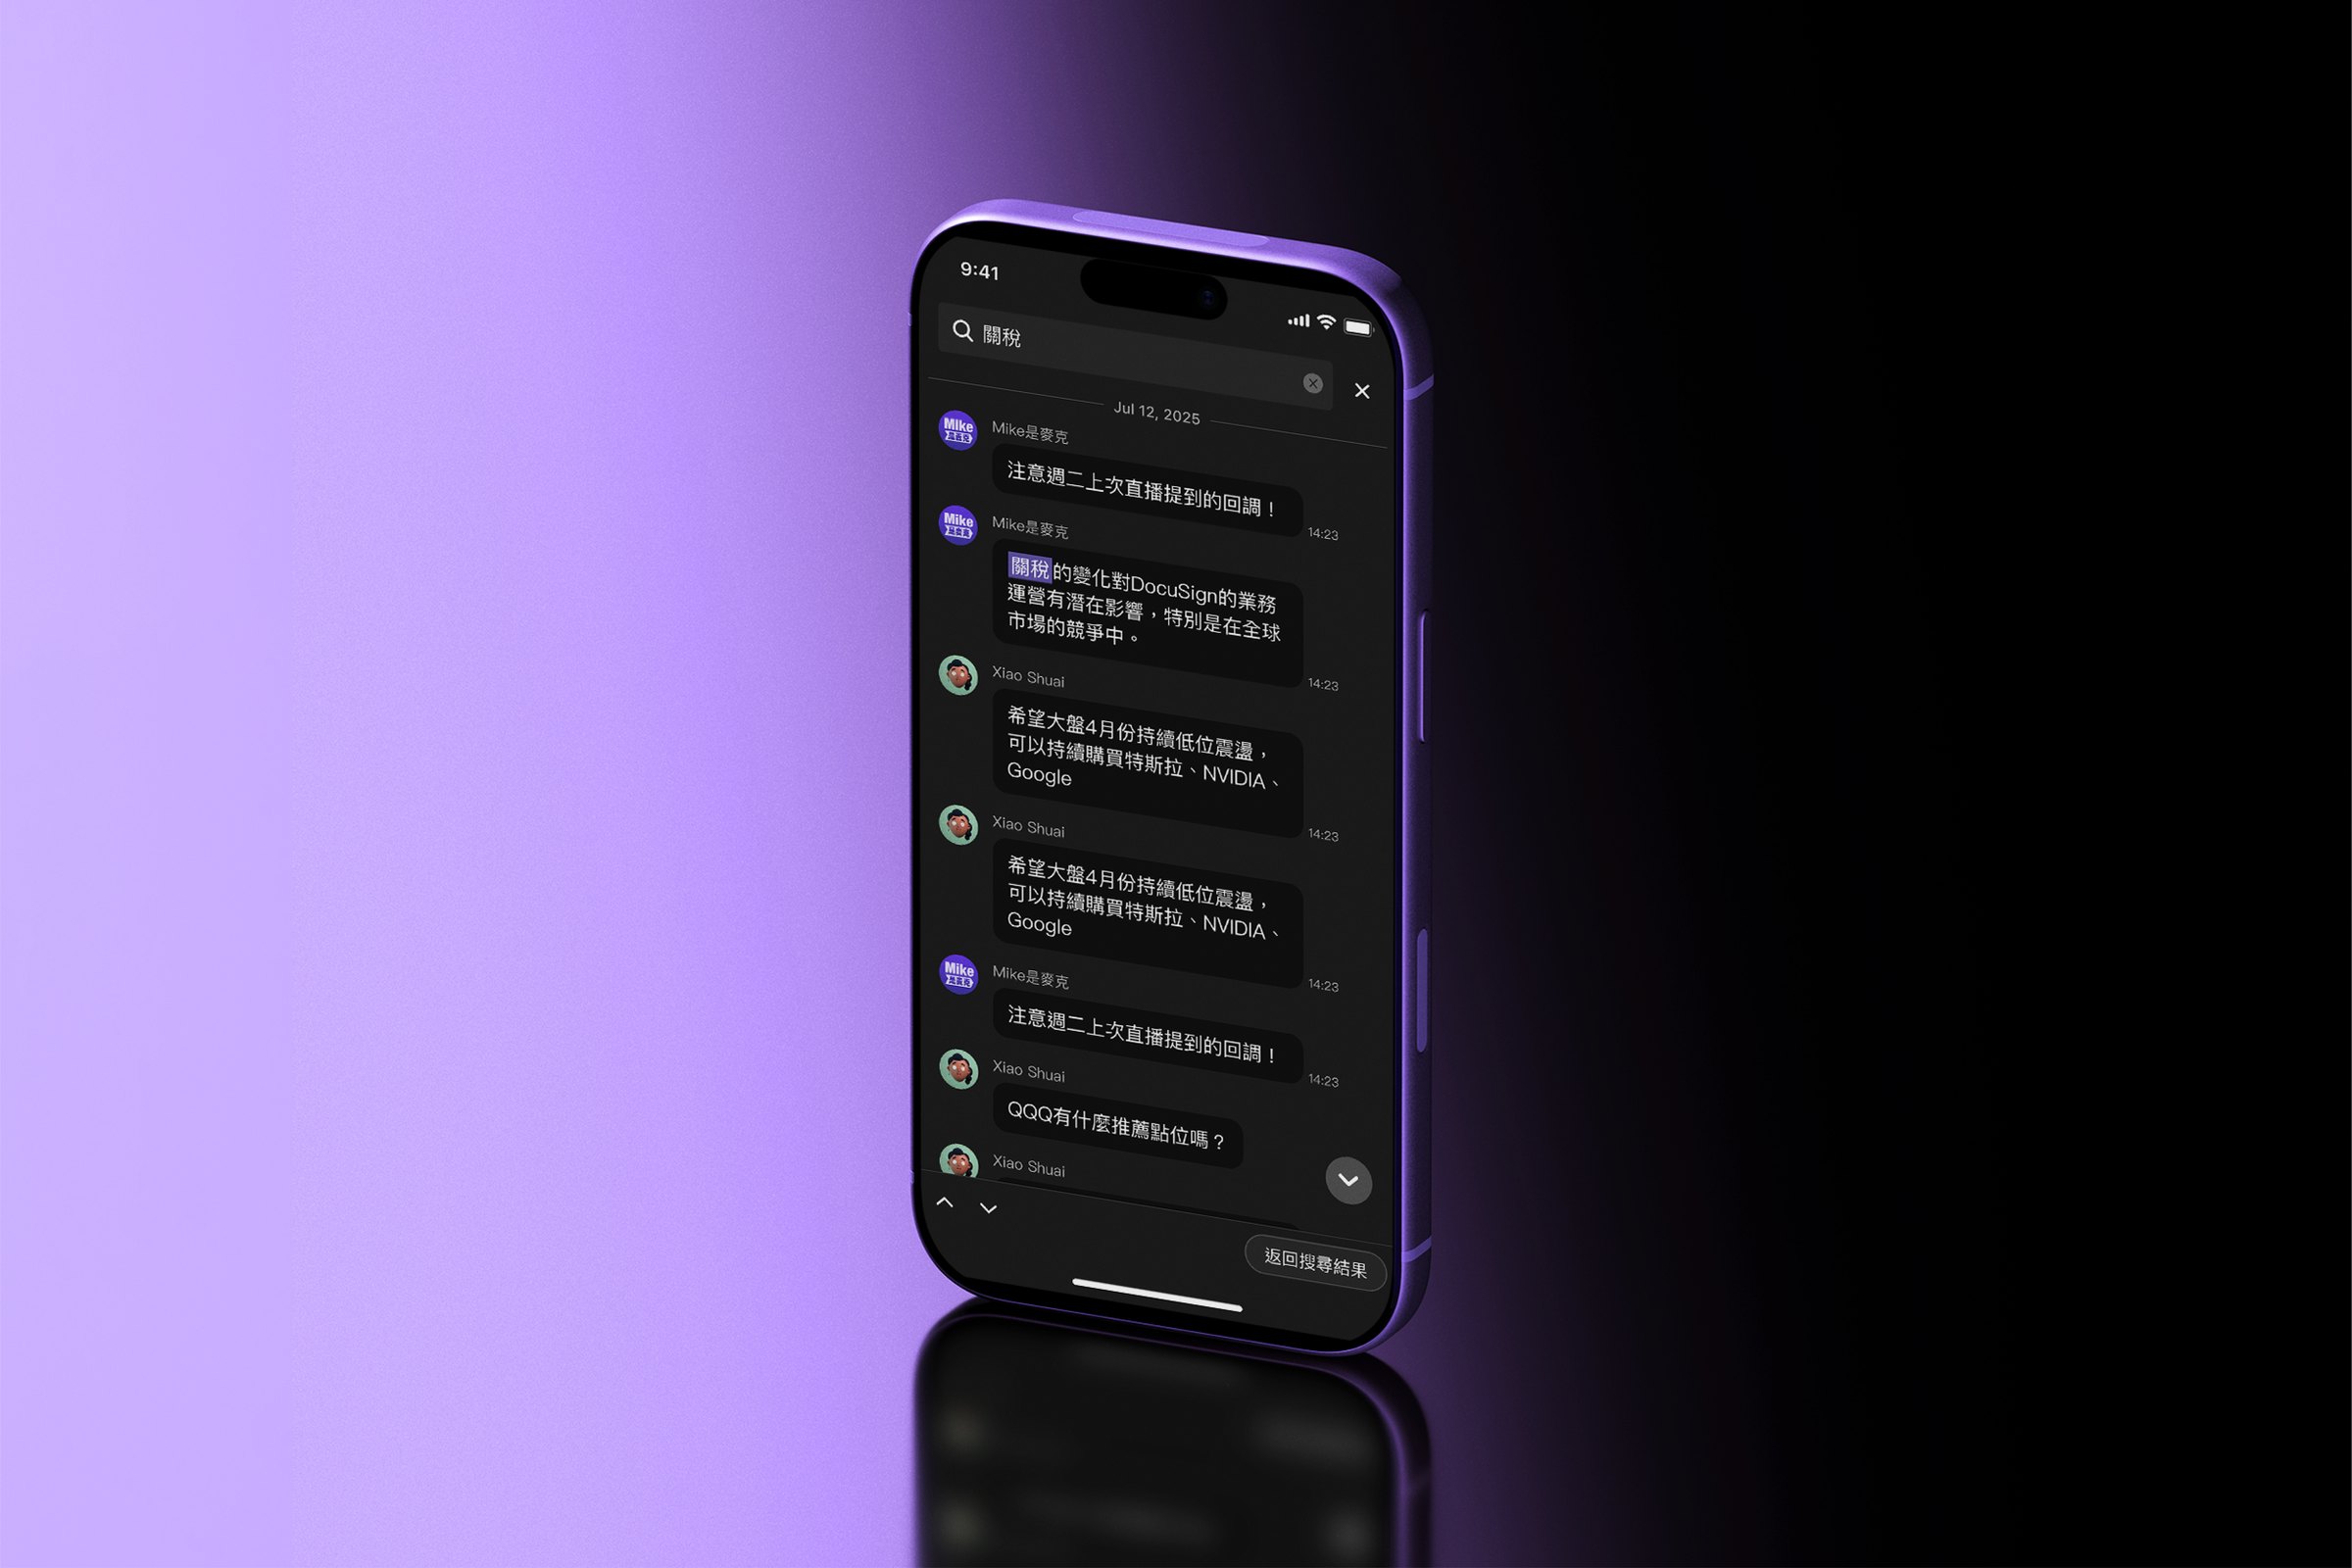 9:41
關稅
Jul 12, 2025
Mike
Mike是麥克
注意週二上次直播提到的回調！
14:23
Mike
Mike是麥克
關稅的變化對DocuSign的業務
運營有潛在影響，特別是在全球
市場的競爭中。
14:23
Xiao Shuai
希望大盤4月份持續低位震盪，
可以持續購買特斯拉、NVIDIA、
Google
14:23
Xiao Shuai
希望大盤4月份持續低位震盪，
可以持續購買特斯拉、NVIDIA、
Google
14:23
Mike
Mike是麥克
注意週二上次直播提到的回調！
14:23
Xiao Shuai
QQQ有什麼推薦點位嗎？
Xiao Shuai
返回搜尋結果